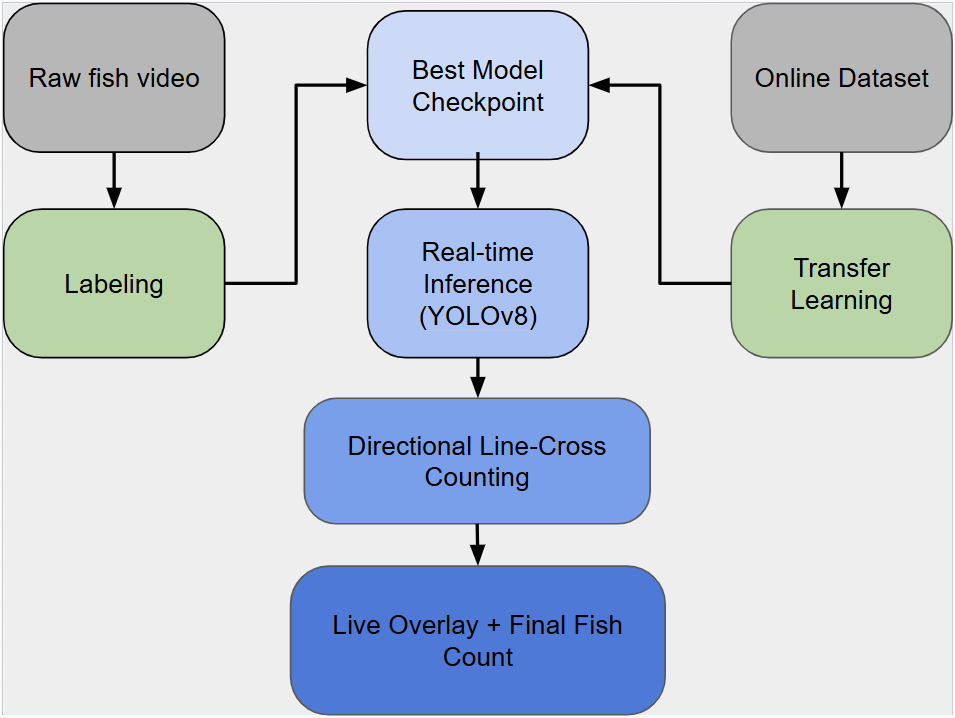 Raw fish video
Best Model
Checkpoint
Online Dataset
Labeling
Real-time
Inference
(YOLOv8)
Transfer
Learning
Directional Line-Cross
Counting
Live Overlay + Final Fish
Count